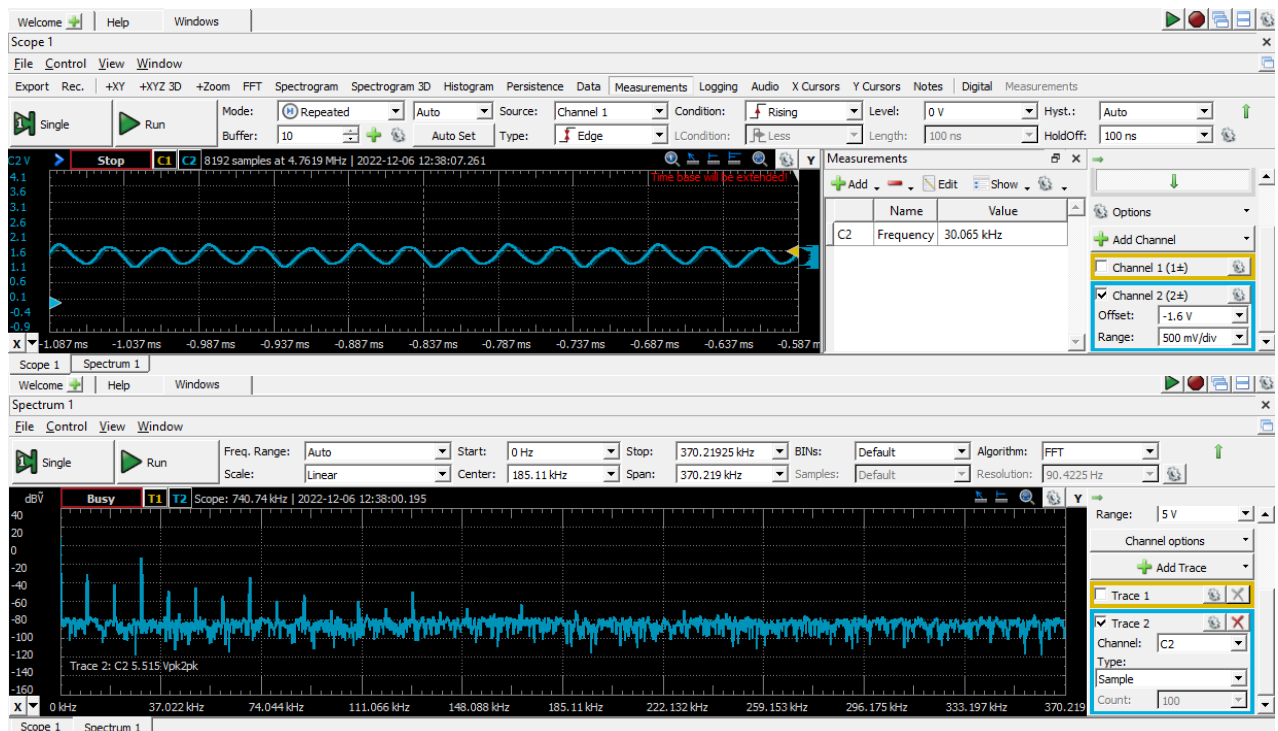 Welcome Help Windows
Scope 1
File Control View Window
Export Rec. +XY +XYZ 3D +Zoom FFT Spectrogram Spectrogram 3D Histogram Persistence Data Measurements Logging Audio X Cursors Y Cursors Notes Digital Measurements
Single Run Mode: Repeated Auto Source: Channel 1 Condition: Rising Level: 0 V Hyst.: Auto
Buffer: 10 Auto Set Type: Edge LCondition: Less Length: 100 ns HoldOff: 100 ns
C2 V Stop C1 C2 8192 samples at 4.7619 MHz | 2022-12-06 12:38:07.261 Y Measurements
Time base will be extended!
4.1
3.6
3.1
2.6
2.1
1.6
1.1
0.6
0.1
-0.4
-0.9
X -1.087 ms -1.037 ms -0.987 ms -0.937 ms -0.887 ms -0.837 ms -0.787 ms -0.737 ms -0.687 ms -0.637 ms -0.587 m
Add Edit Show
Name Value
C2 Frequency 30.065 kHz
Options
Add Channel
Channel 1 (1±)
Channel 2 (2±)
Offset: -1.6 V
Range: 500 mV/div
Scope 1 Spectrum 1
Welcome Help Windows
Spectrum 1
File Control View Window
Single Run Freq. Range: Auto Start: 0 Hz Stop: 370.21925 kHz BINs: Default Algorithm: FFT
Scale: Linear Center: 185.11 kHz Span: 370.219 kHz Samples: Default Resolution: 90.4225 Hz
dBṼ Busy T1 T2 Scope: 740.74 kHz | 2022-12-06 12:38:00.195 Y
40
20
0
-20
-40
-60
-80
-100
-120
-140
-160
Trace 2: C2 5.515 Vpk2pk
X 0 kHz 37.022 kHz 74.044 kHz 111.066 kHz 148.088 kHz 185.11 kHz 222.132 kHz 259.153 kHz 296.175 kHz 333.197 kHz 370.219
Range: 5 V
Channel options
Add Trace
Trace 1
Trace 2
Channel: C2
Type:
Sample
Count: 100
Scope 1 Spectrum 1